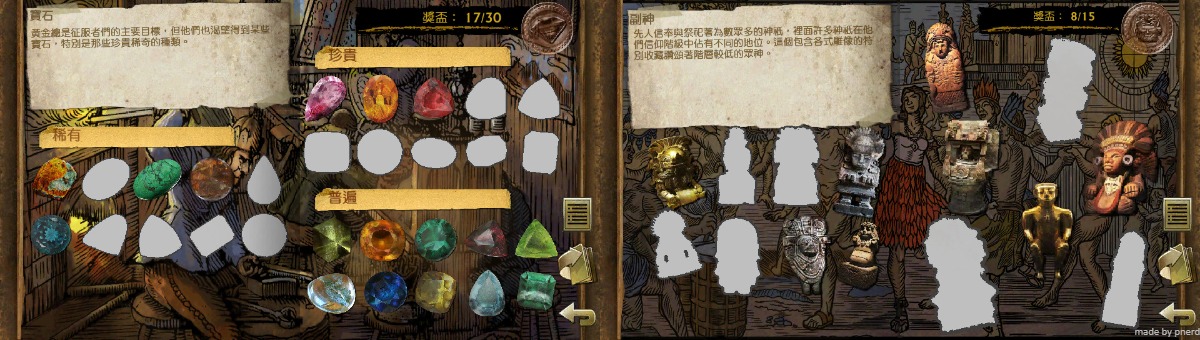 寶石
黃金總是征服者們的主要目標，但他們也渴望得到某些
寶石，特別是那些珍貴稀奇的種類。
獎盃： 17/30
珍貴
稀有
普遍
副神
先人信奉與祭祀著為數眾多的神祇，裡面許多神祇在他
們信仰階級中佔有不同的地位。這個包含各式雕像的特
別收藏讚頌著階層較低的眾神。
獎盃： 8/15
made by pnerd